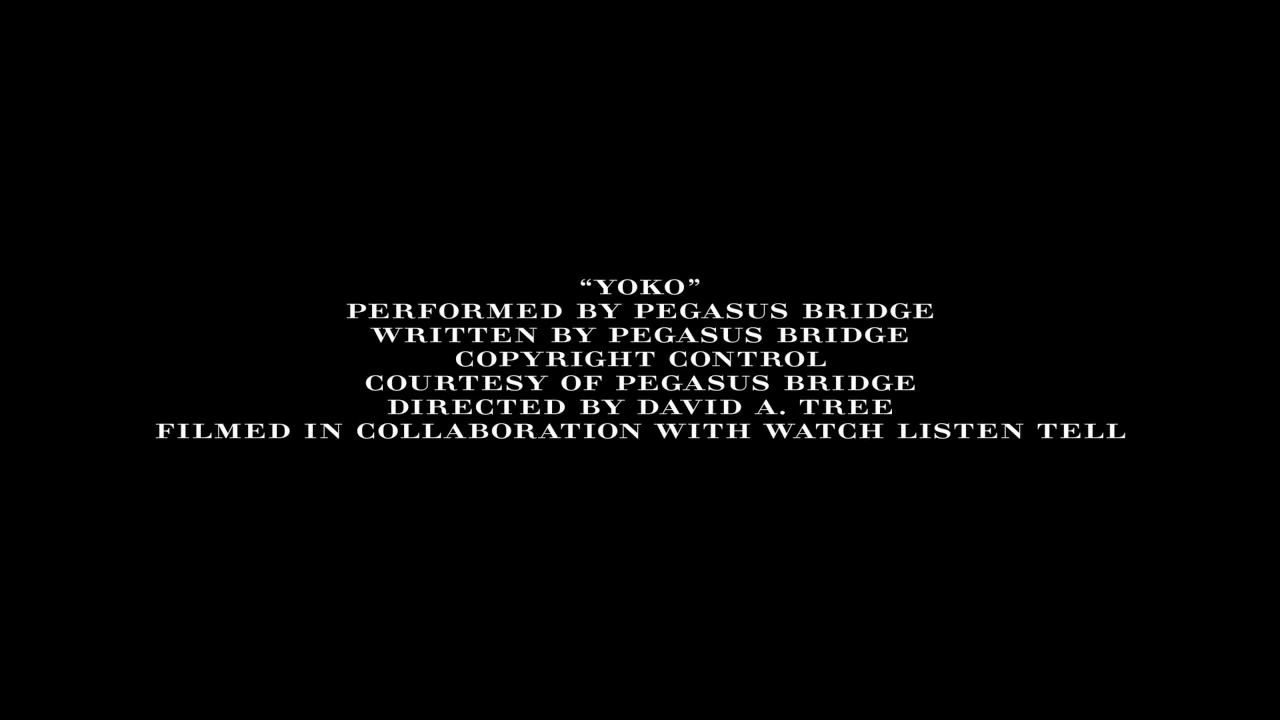 “YOKO”
PERFORMED BY PEGASUS BRIDGE
WRITTEN BY PEGASUS BRIDGE
COPYRIGHT CONTROL
COURTESY OF PEGASUS BRIDGE
DIRECTED BY DAVID A. TREE
FILMED IN COLLABORATION WITH WATCH LISTEN TELL